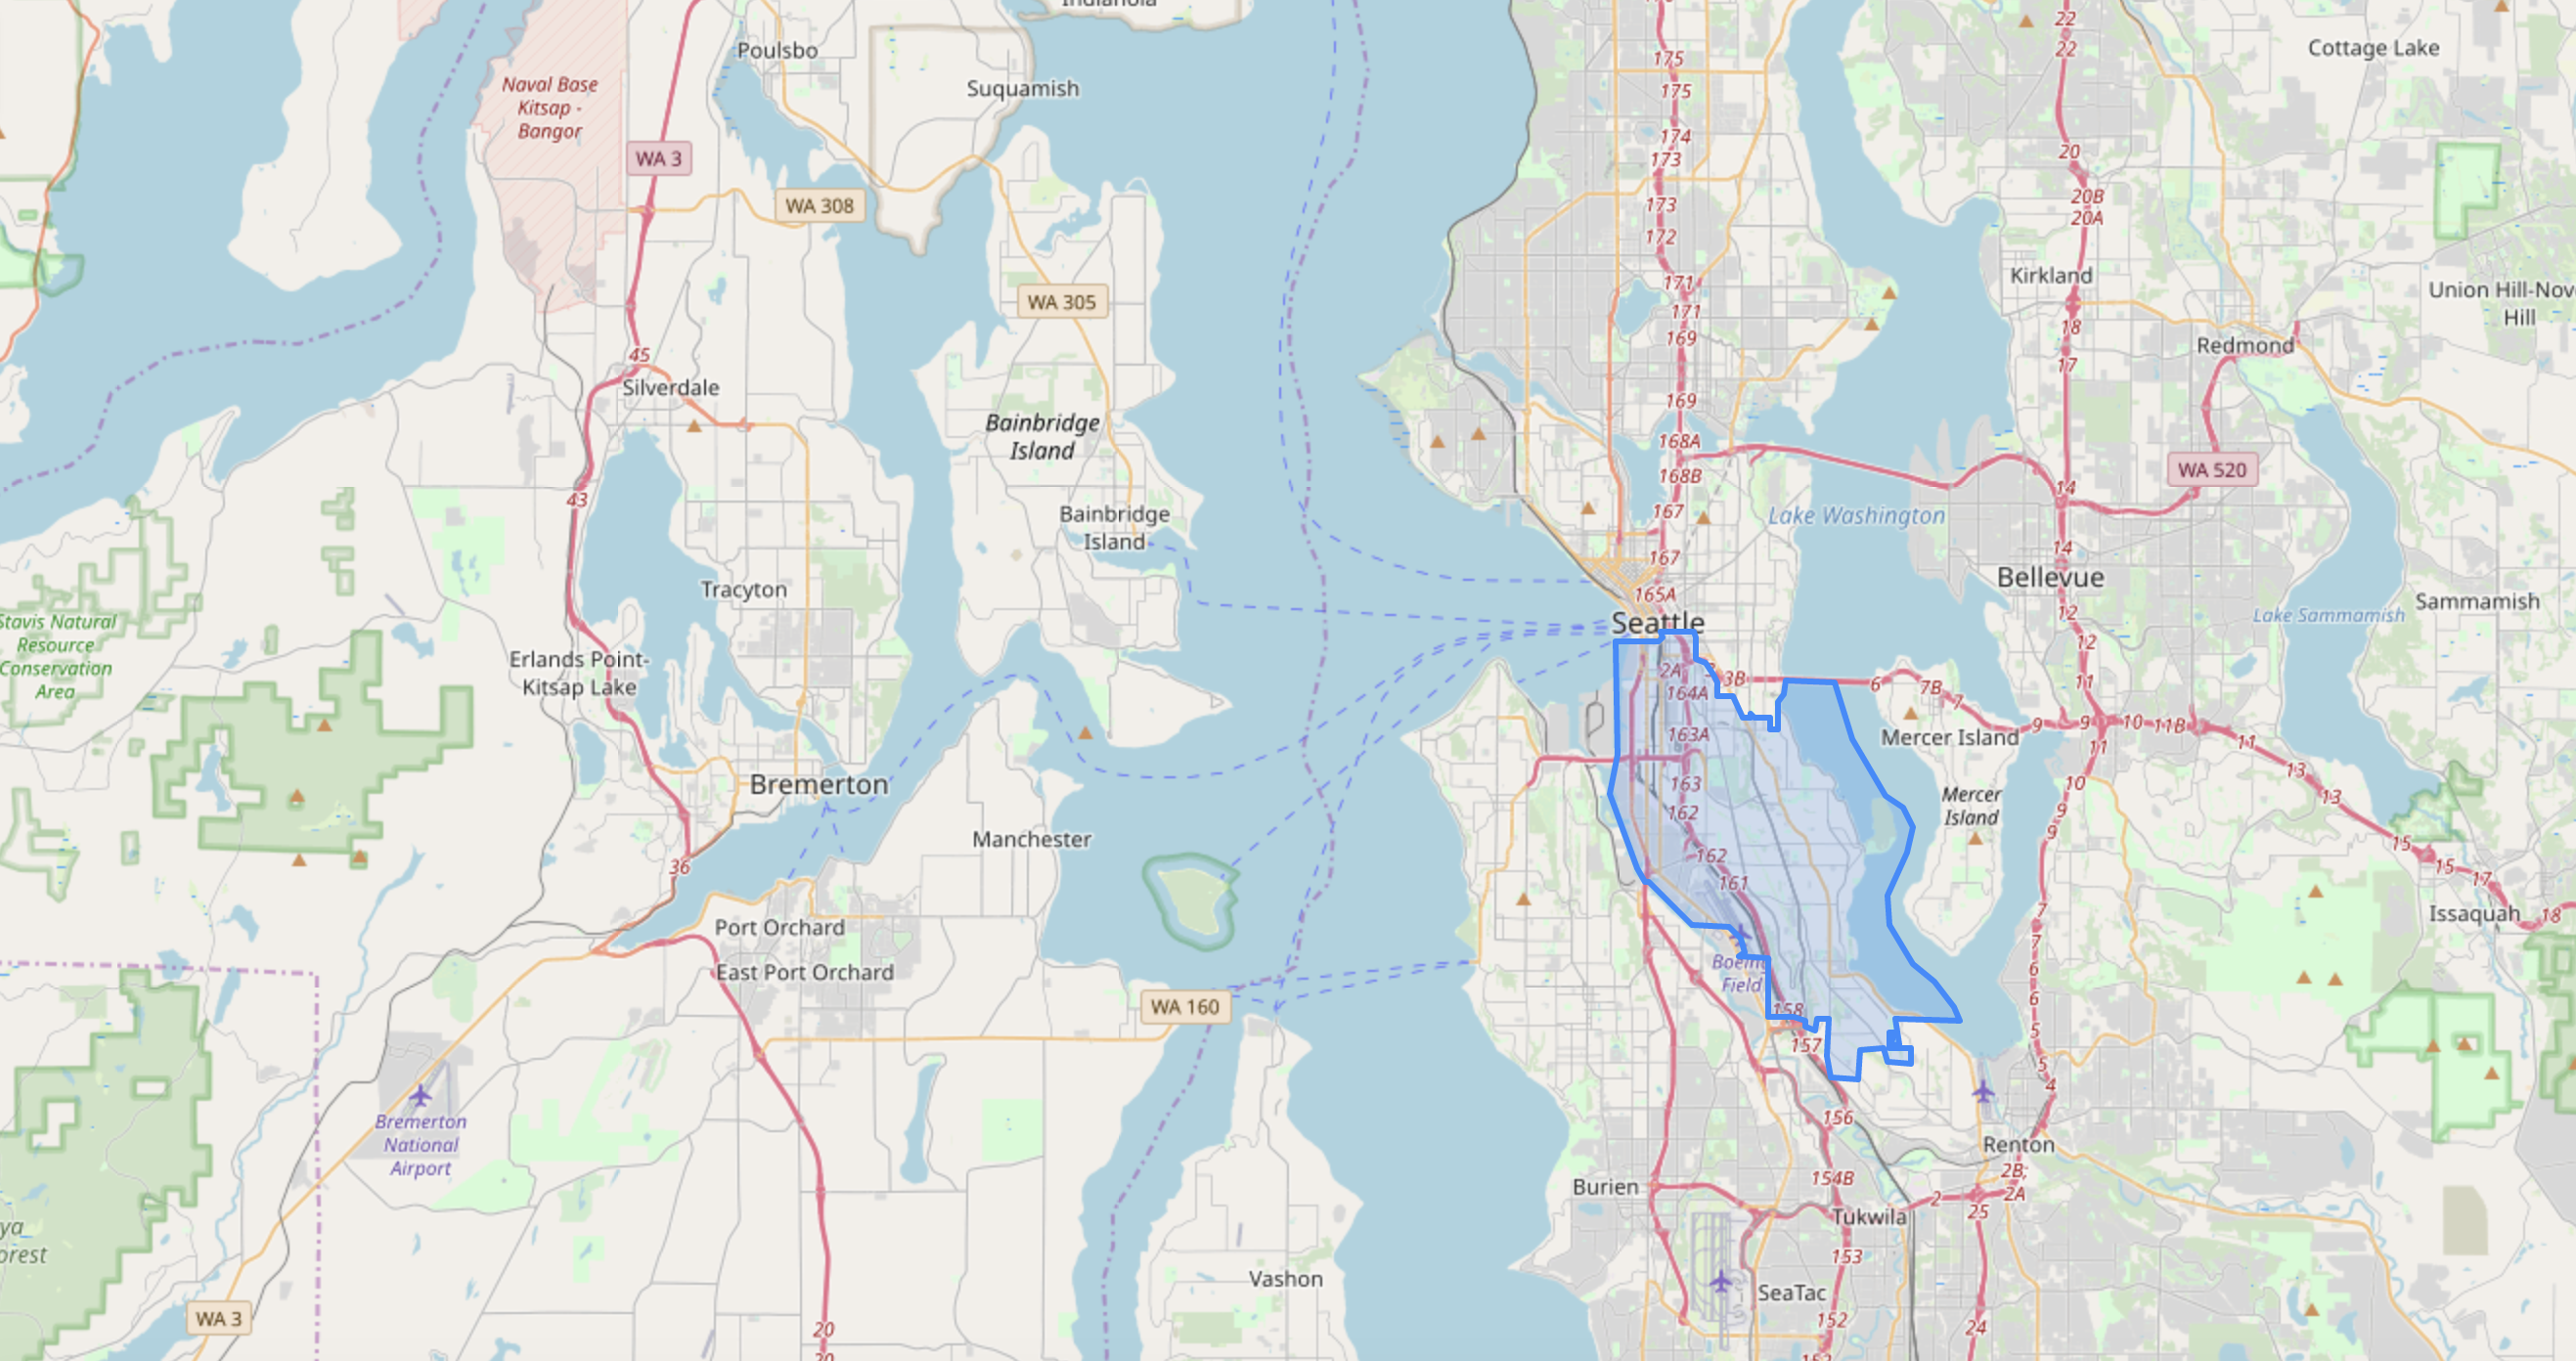 Indianola
Poulsbo
Suquamish
Naval Base
Kitsap -
Bangor
WA 3
WA 308
WA 305
45
Silverdale
Bainbridge
Island
43
Bainbridge
Island
Tracyton
Stavis Natural
Resource
Conservation
Area
Erlands Point-
Kitsap Lake
Bremerton
Manchester
36
Port Orchard
East Port Orchard
WA 160
Bremerton
National
Airport
WA 3
20
20
Vashon
orest
175
175
174
173
173
172
171
171
169
169
168A
168B
167
167
165A
Seattle
2A
3B
164A
163A
163
162
162
161
Boeing
Field
158
157
156
154B
153
152
Burien
Tukwila
SeaTac
Lake Washington
6
7B
7
9
9
10
11B
11
13
13
15
15
17
18
Mercer Island
Mercer
Island
22
22
20
20B
20A
Kirkland
18
17
14
14
Bellevue
12
12
11
11
10
9
9
7
7
6
6
5
5
4
Renton
2B;
2A
2
25
24
Cottage Lake
Union Hill-Nov
Hill
Redmond
WA 520
Lake Sammamish
Sammamish
Issaquah